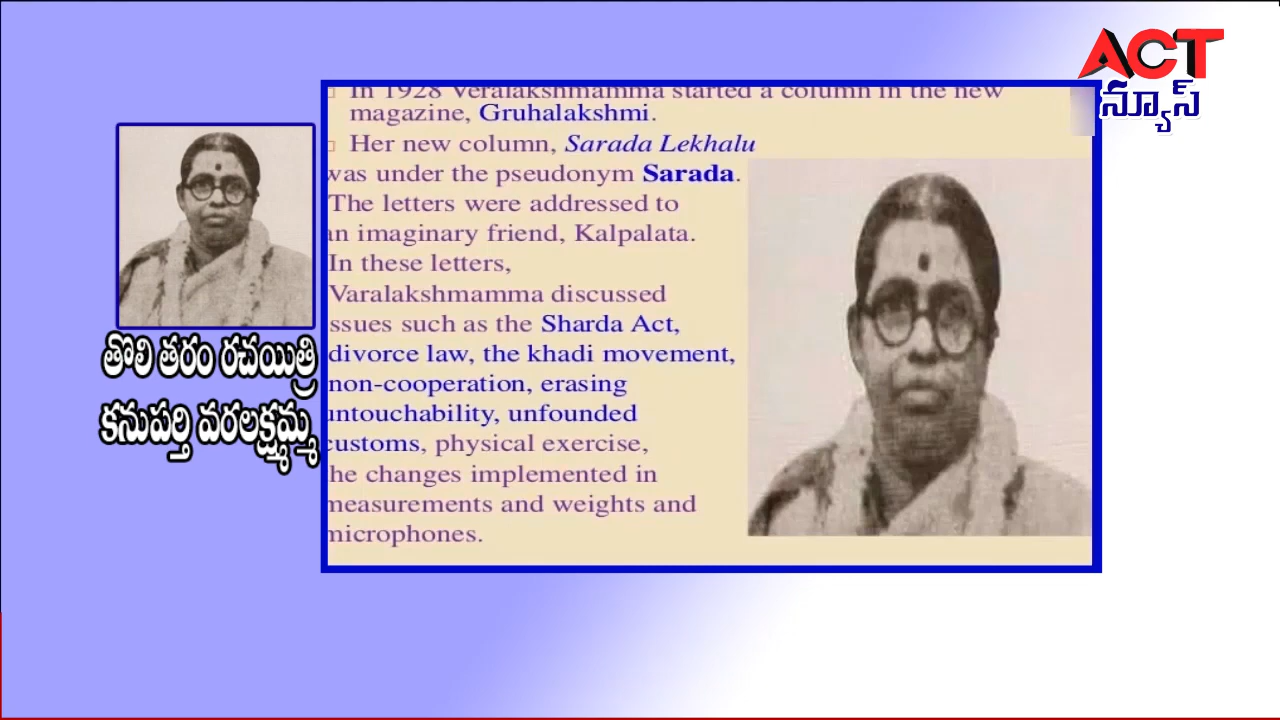 ACT
న్యూస్
In 1928 Veralakshmamma started a column in the new
magazine, Gruhalakshmi.
Her new column, Sarada Lekhalu
was under the pseudonym Sarada.
The letters were addressed to
an imaginary friend, Kalpalata.
In these letters,
Varalakshmamma discussed
issues such as the Sharda Act,
divorce law, the khadi movement,
non-cooperation, erasing
untouchability, unfounded
customs, physical exercise,
he changes implemented in
measurements and weights and
microphones.
తొలి తరం రచయిత్రి
కనుపర్తి వరలక్ష్మమ్మ